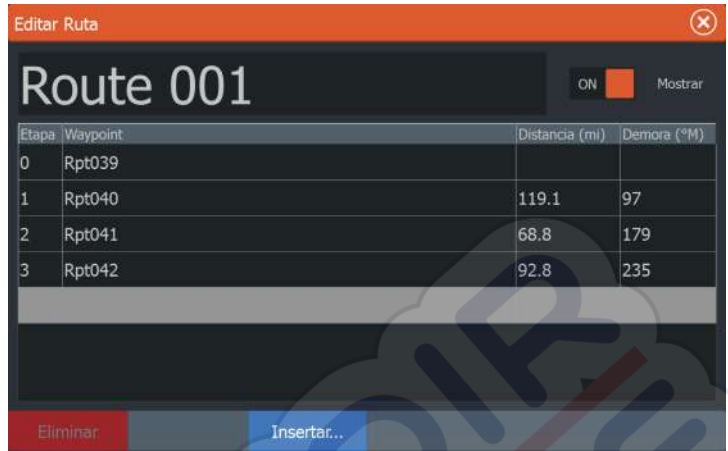 Editar Ruta
Route 001
ON Mostrar
Etapa Waypoint Distancia (mi) Demora (°M)
0 Rpt039
1 Rpt040 119.1 97
2 Rpt041 68.8 179
3 Rpt042 92.8 235
Eliminar Insertar...